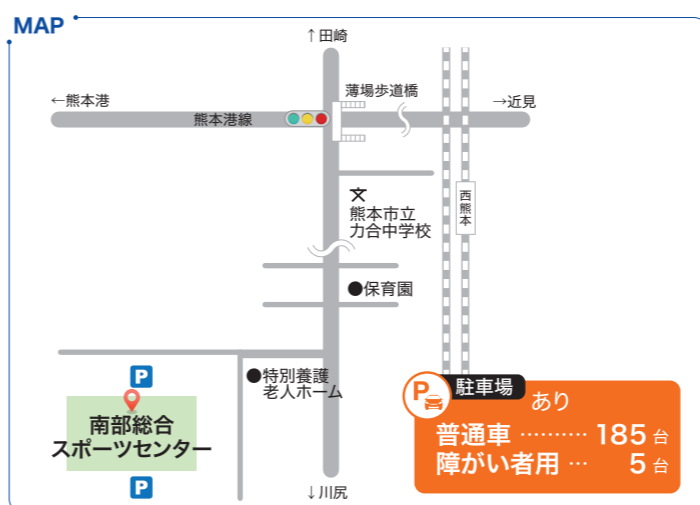 MAP
↑田崎
薄場歩道橋
←熊本港
→近見
熊本港線
文
熊本市立
力合中学校
西熊本
●保育園
●特別養護
老人ホーム
P
南部総合
スポーツセンター
P
↓川尻
P 駐車場
あり
普通車 ………… 185 台
障がい者用 … 5 台